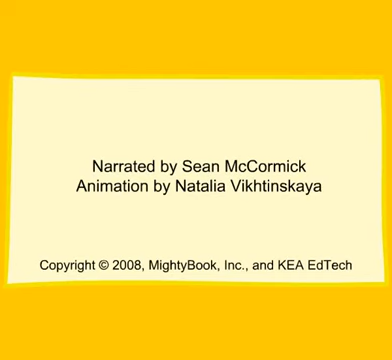 Narrated by Sean McCormick
Animation by Natalia Vikhtinskaya
Copyright © 2008, MightyBook, Inc., and KEA EdTech